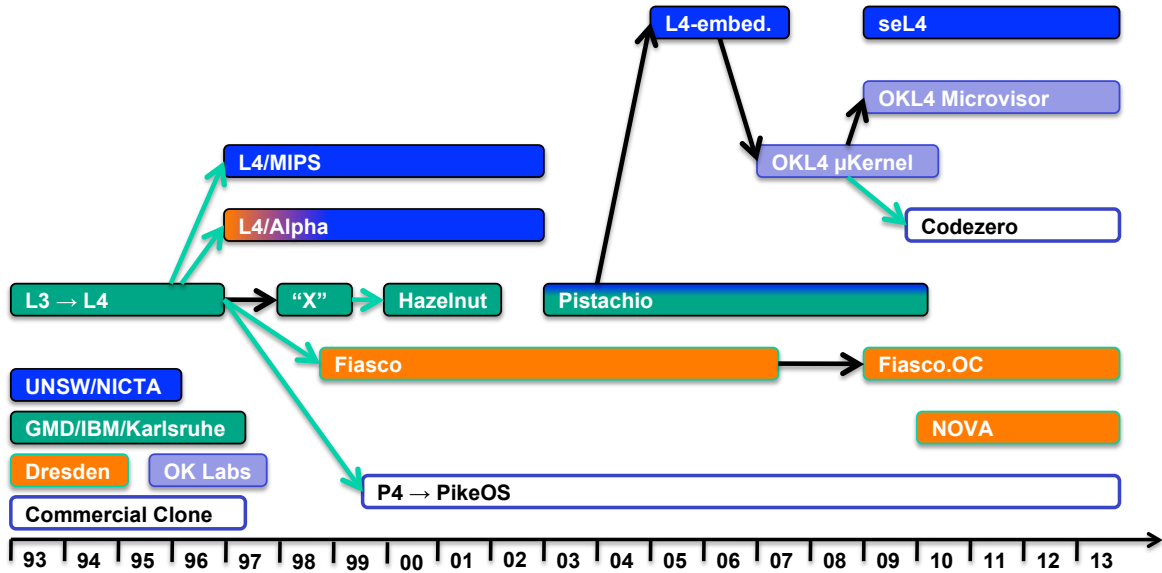 L4-embed.
seL4
OKL4 Microvisor
L4/MIPS
OKL4 µKernel
L4/Alpha
Codezero
L3 → L4
“X”
Hazelnut
Pistachio
Fiasco
Fiasco.OC
UNSW/NICTA
GMD/IBM/Karlsruhe
NOVA
Dresden
OK Labs
P4 → PikeOS
Commercial Clone
93 94 95 96 97 98 99 00 01 02 03 04 05 06 07 08 09 10 11 12 13